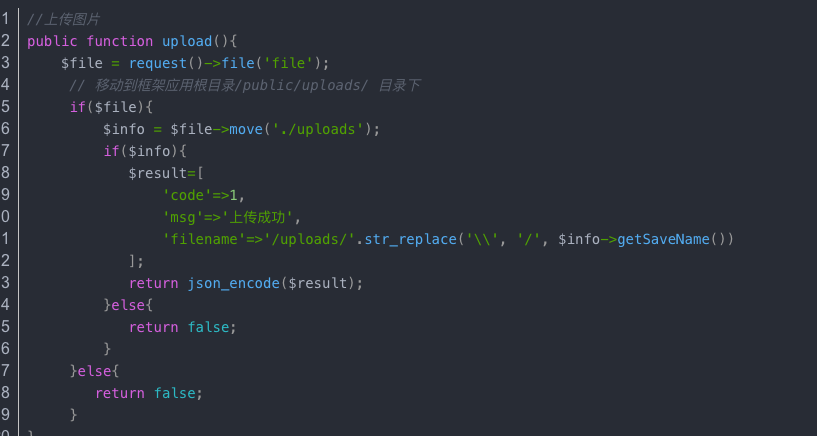 1 //上传图片
2 public function upload(){
3 $file = request()->file('file');
4 // 移动到框架应用根目录/public/uploads/ 目录下
5 if($file){
6 $info = $file->move('./uploads');
7 if($info){
8 $result=[
9 'code'=>1,
0 'msg'=>'上传成功',
1 'filename'=>'/uploads/'.str_replace('\\', '/', $info->getSaveName())
2 ];
3 return json_encode($result);
4 }else{
5 return false;
6 }
7 }else{
8 return false;
9 }
0 }